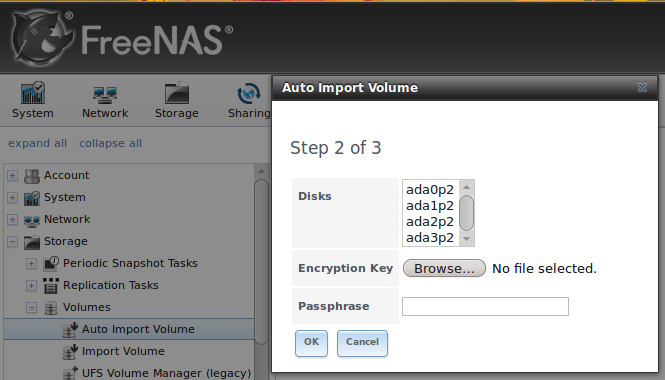 FreeNAS®
Auto Import Volume
System
Network
Storage
Sharing
expand all collapse all
Step 2 of 3
Account
System
Network
Storage
Periodic Snapshot Tasks
Replication Tasks
Volumes
Auto Import Volume
Import Volume
UFS Volume Manager (legacy)
Disks
ada0p2
ada1p2
ada2p2
ada3p2
Encryption Key Browse... No file selected.
Passphrase
OK Cancel